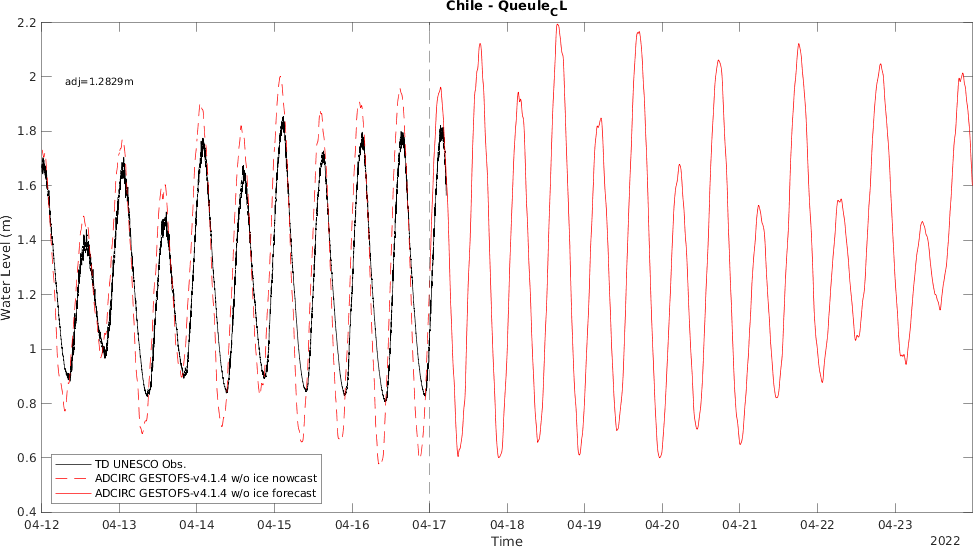 Chile - Queule_CL
2.2
2
1.8
1.6
1.4
1.2
1
0.8
0.6
0.4
Water Level (m)
adj=1.2829m
TD UNESCO Obs.
ADCIRC GESTOFS-v4.1.4 w/o ice nowcast
ADCIRC GESTOFS-v4.1.4 w/o ice forecast
04-12 04-13 04-14 04-15 04-16 04-17 04-18 04-19 04-20 04-21 04-22 04-23
Time
2022